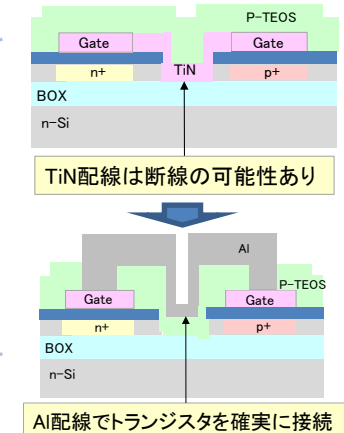 P-TEOS
Gate
Gate
n+
TiN
p+
BOX
n-Si
TiN配線は断線の可能性あり
Al
P-TEOS
Gate
Gate
n+
p+
BOX
n-Si
Al配線でトランジスタを確実に接続